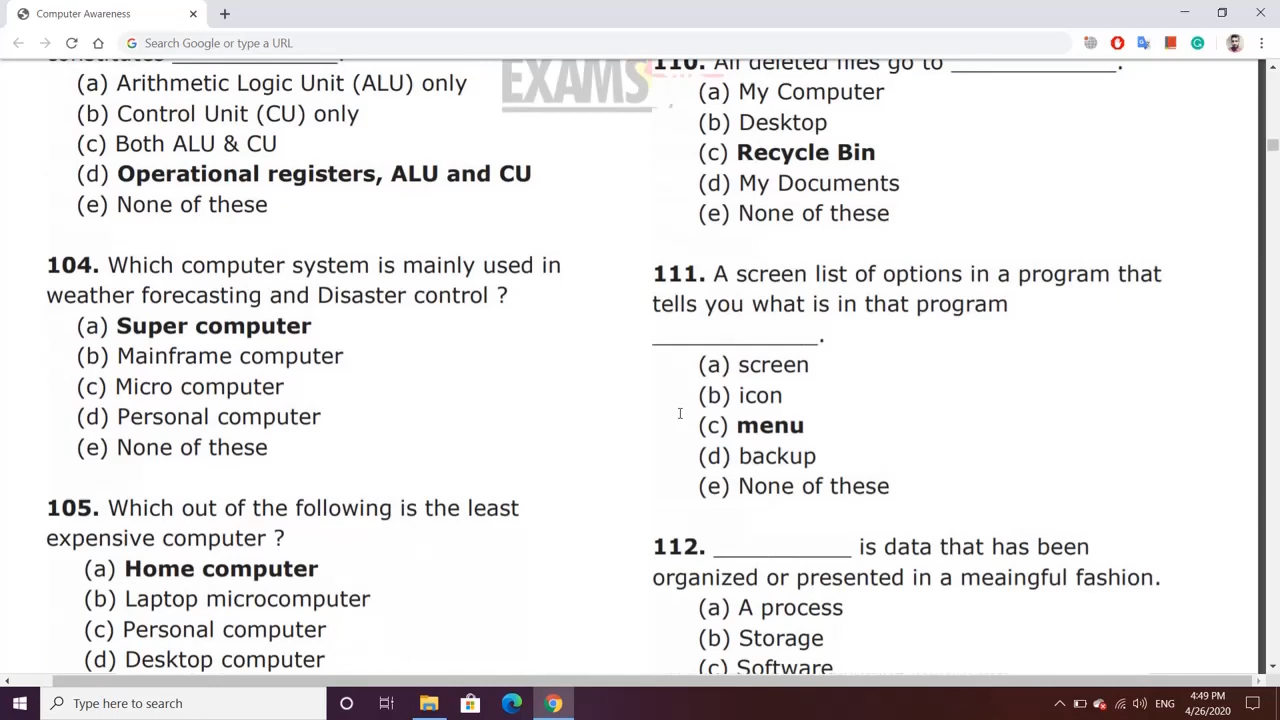 Computer Awareness
Search Google or type a URL
constitutes _______________.
(a) Arithmetic Logic Unit (ALU) only
(b) Control Unit (CU) only
(c) Both ALU & CU
(d) Operational registers, ALU and CU
(e) None of these
104. Which computer system is mainly used in
weather forecasting and Disaster control ?
(a) Super computer
(b) Mainframe computer
(c) Micro computer
(d) Personal computer
(e) None of these
105. Which out of the following is the least
expensive computer ?
(a) Home computer
(b) Laptop microcomputer
(c) Personal computer
(d) Desktop computer
EXAMS
110. All deleted files go to _______________.
(a) My Computer
(b) Desktop
(c) Recycle Bin
(d) My Documents
(e) None of these
111. A screen list of options in a program that
tells you what is in that program
_______________.
(a) screen
(b) icon
(c) menu
(d) backup
(e) None of these
112. ____________ is data that has been
organized or presented in a meaingful fashion.
(a) A process
(b) Storage
(c) Software
Type here to search
ENG
4:49 PM
4/26/2020